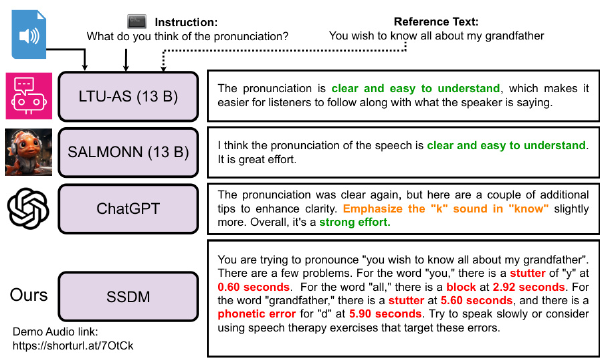 Instruction:
What do you think of the pronunciation?
Reference Text:
You wish to know all about my grandfather
LTU-AS (13 B)
The pronunciation is clear and easy to understand, which makes it
easier for listeners to follow along with what the speaker is saying.
SALMONN (13 B)
I think the pronunciation of the speech is clear and easy to understand.
It is great effort.
ChatGPT
The pronunciation was clear again, but here are a couple of additional
tips to enhance clarity. Emphasize the "k" sound in "know" slightly
more. Overall, it's a strong effort.
Ours
SSDM
You are trying to pronounce "you wish to know all about my grandfather".
There are a few problems. For the word "you," there is a stutter of "y" at
0.60 seconds. For the word "all," there is a block at 2.92 seconds. For
the word "grandfather," there is a stutter at 5.60 seconds, and there is a
phonetic error for "d" at 5.90 seconds. Try to speak slowly or consider
using speech therapy exercises that target these errors.
Demo Audio link:
https://shorturl.at/7OtCk